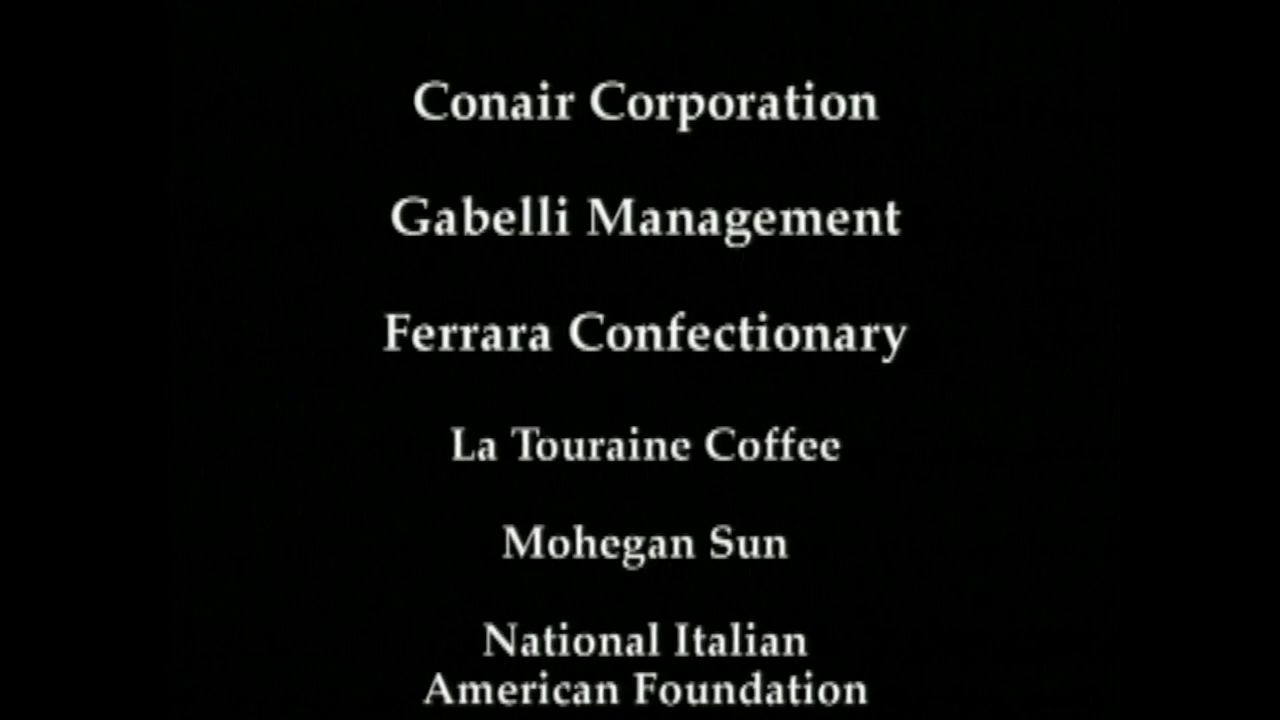 Conair Corporation
Gabelli Management
Ferrara Confectionary
La Touraine Coffee
Mohegan Sun
National Italian
American Foundation